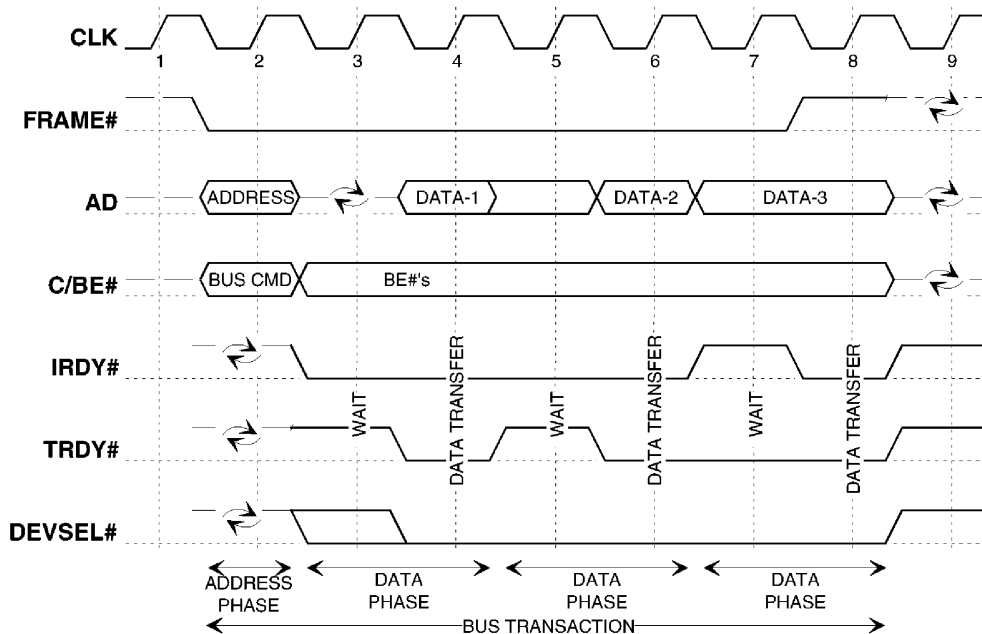 CLK
1 2 3 4 5 6 7 8 9
FRAME#
AD
ADDRESS DATA-1 DATA-2 DATA-3
C/BE#
BUS CMD BE#'s
IRDY#
WAIT DATA TRANSFER WAIT DATA TRANSFER WAIT DATA TRANSFER
TRDY#
DEVSEL#
ADDRESS PHASE
DATA PHASE
DATA PHASE
DATA PHASE
BUS TRANSACTION